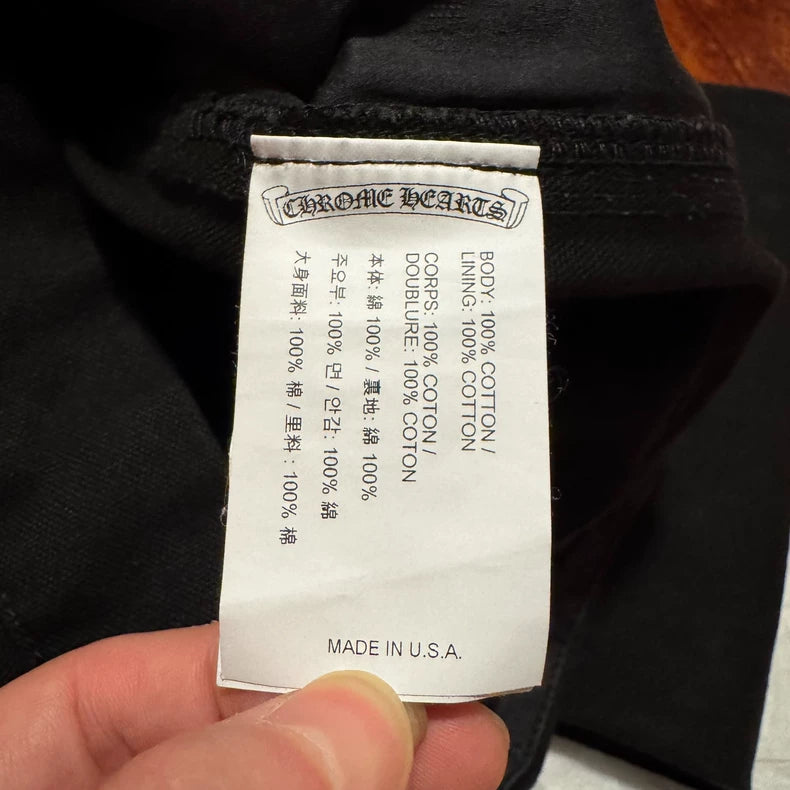 CHROME HEARTS
BODY: 100% COTTON /
LINING: 100% COTTON
CORPS: 100% COTON /
DOUBLURE: 100% COTON
本体: 綿 100% / 裏地: 綿 100%
주요부: 100% 면 / 안감: 100% 綿
大身面料: 100% 棉 / 里料: 100% 棉
MADE IN U.S.A.